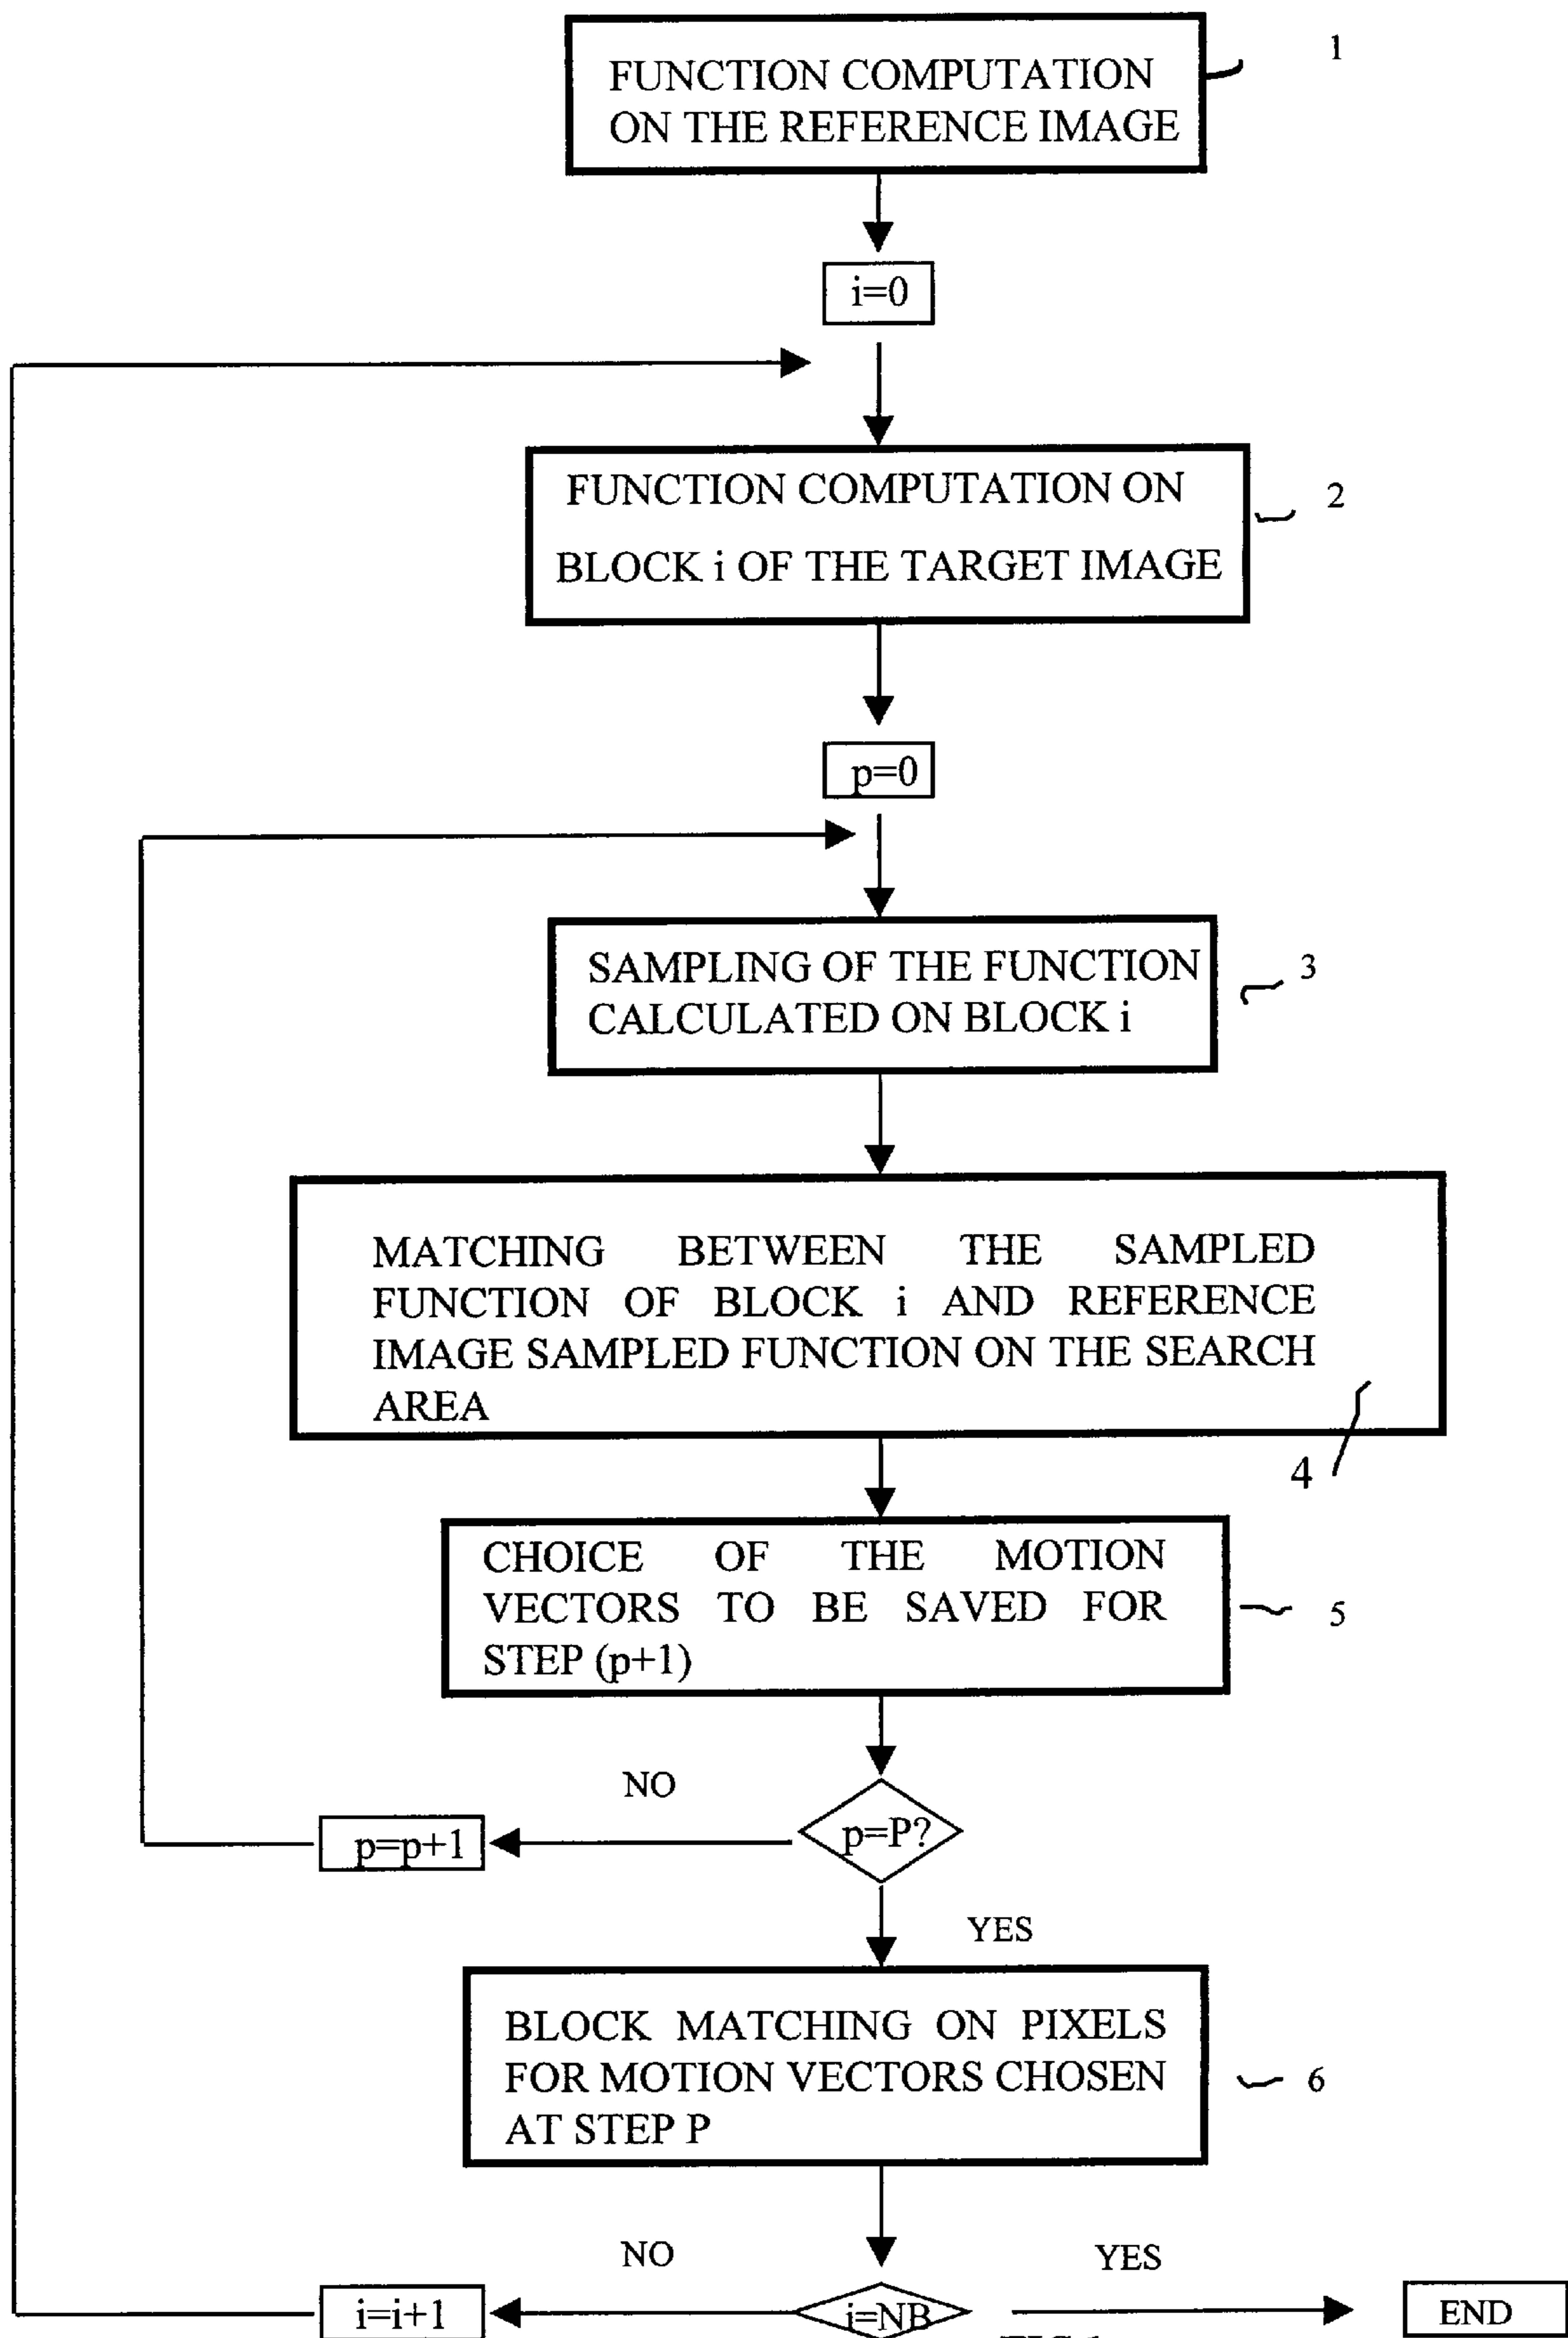 FUNCTION COMPUTATION
ON THE REFERENCE IMAGE
1
i=0
FUNCTION COMPUTATION ON
BLOCK i OF THE TARGET IMAGE
2
p=0
SAMPLING OF THE FUNCTION
CALCULATED ON BLOCK i
3
MATCHING BETWEEN THE SAMPLED
FUNCTION OF BLOCK i AND REFERENCE
IMAGE SAMPLED FUNCTION ON THE SEARCH
AREA
4
CHOICE OF THE MOTION
VECTORS TO BE SAVED FOR
STEP (p+1)
5
NO
p=p+1
p=P?
YES
BLOCK MATCHING ON PIXELS
FOR MOTION VECTORS CHOSEN
AT STEP P
6
NO
YES
i=i+1
i=NB
END